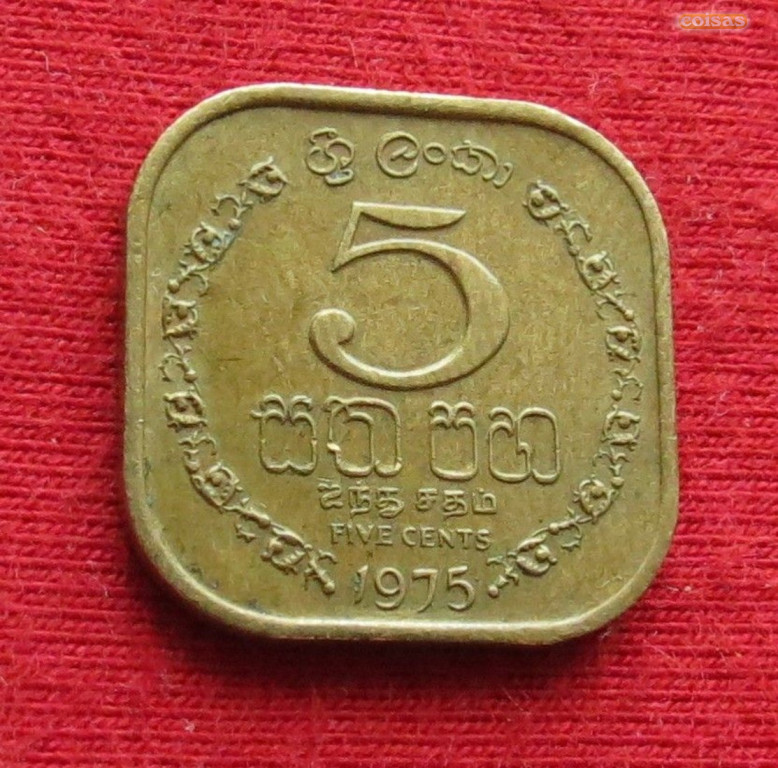 coisas
ශ්‍රී ලංකා
5
සත පහ
ஐந்து சதம்
FIVE CENTS
1975